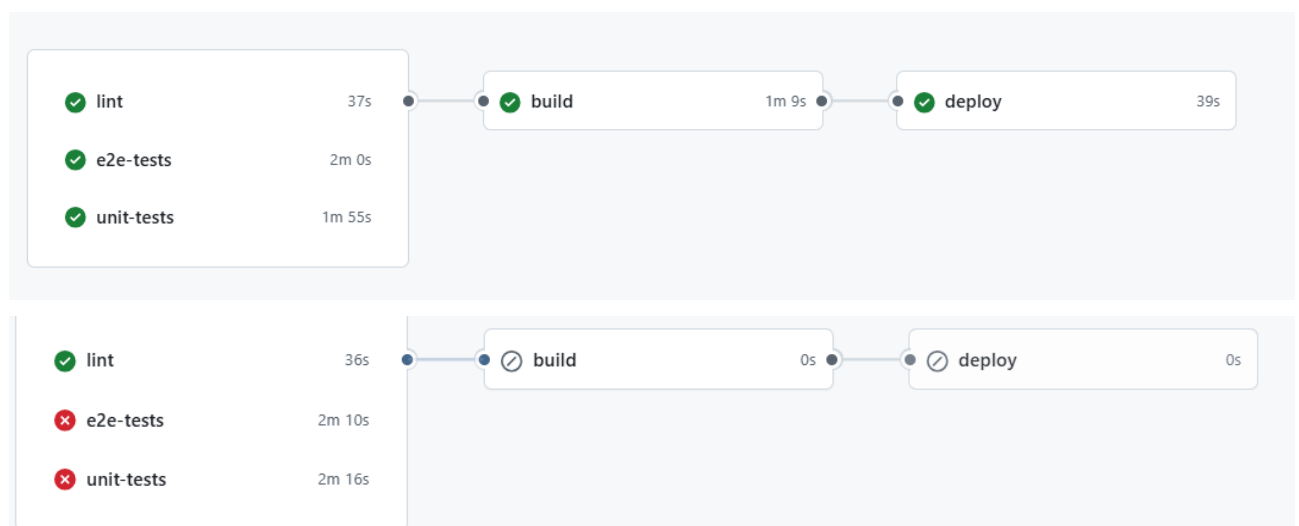 lint 37s build 1m 9s deploy 39s
e2e-tests 2m 0s
unit-tests 1m 55s
lint 36s build 0s deploy 0s
e2e-tests 2m 10s
unit-tests 2m 16s